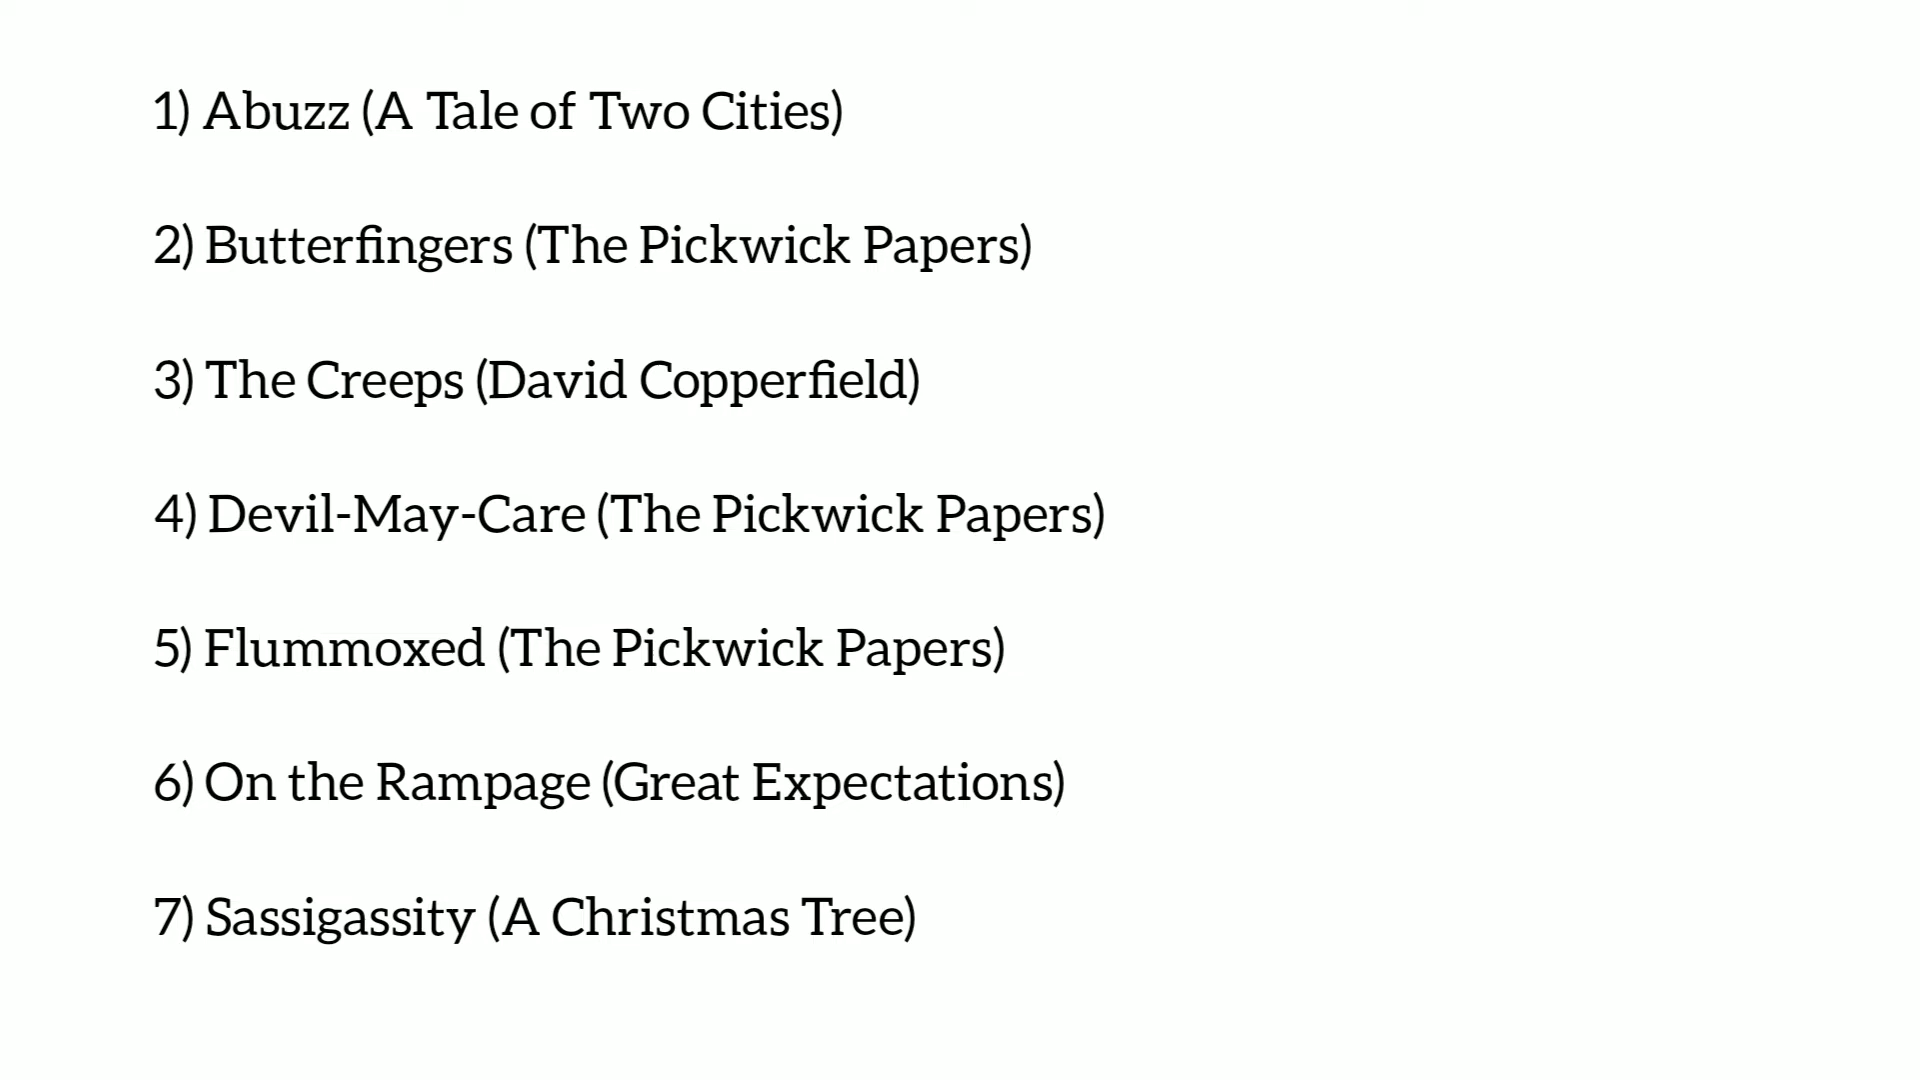 1) Abuzz (A Tale of Two Cities)
2) Butterfingers (The Pickwick Papers)
3) The Creeps (David Copperfield)
4) Devil-May-Care (The Pickwick Papers)
5) Flummoxed (The Pickwick Papers)
6) On the Rampage (Great Expectations)
7) Sassigassity (A Christmas Tree)